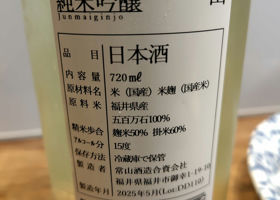 純米吟醸
Junmaiginjo
品目 日本酒
内容量 720㎖
原材料名 米(国産)米麹(国産米)
原料米 福井県産
五百万石100%
精米歩合 麹米50% 掛米60%
アルコール分 15度
保存方法 冷蔵庫で保管
製造者 常山酒造合資会社
福井県福井市御幸1-19-10
製造年月 2025年5月(Lot:DD110)